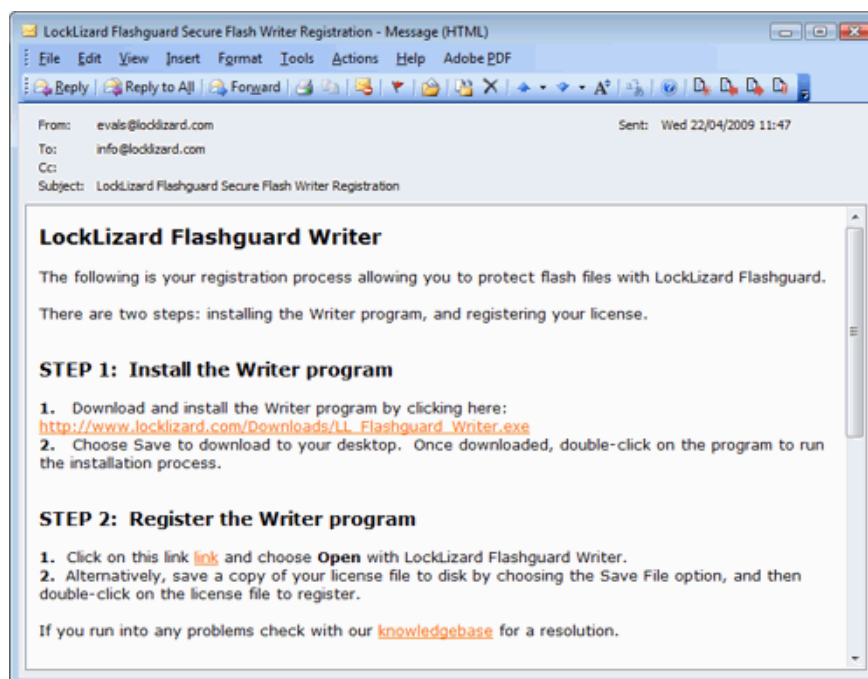 LockLizard Flashguard Secure Flash Writer Registration - Message (HTML)
File Edit View Insert Format Tools Actions Help Adobe PDF
Reply Reply to All Forward
From: evals@locklizard.com Sent: Wed 22/04/2009 11:47
To: info@locklizard.com
Cc:
Subject: LockLizard Flashguard Secure Flash Writer Registration
LockLizard Flashguard Writer
The following is your registration process allowing you to protect flash files with LockLizard Flashguard.
There are two steps: installing the Writer program, and registering your license.
STEP 1: Install the Writer program
1. Download and install the Writer program by clicking here:
http://www.locklizard.com/Downloads/LL_Flashguard_Writer.exe
2. Choose Save to download to your desktop. Once downloaded, double-click on the program to run
the installation process.
STEP 2: Register the Writer program
1. Click on this link link and choose Open with LockLizard Flashguard Writer.
2. Alternatively, save a copy of your license file to disk by choosing the Save File option, and then
double-click on the license file to register.
If you run into any problems check with our knowledgebase for a resolution.